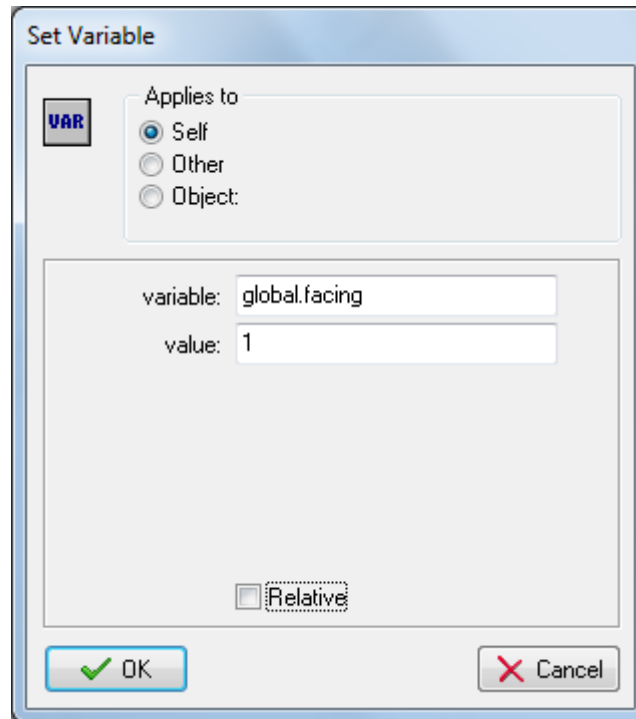 Set Variable
VAR
Applies to
Self
Other
Object:
variable: global.facing
value: 1
Relative
OK Cancel